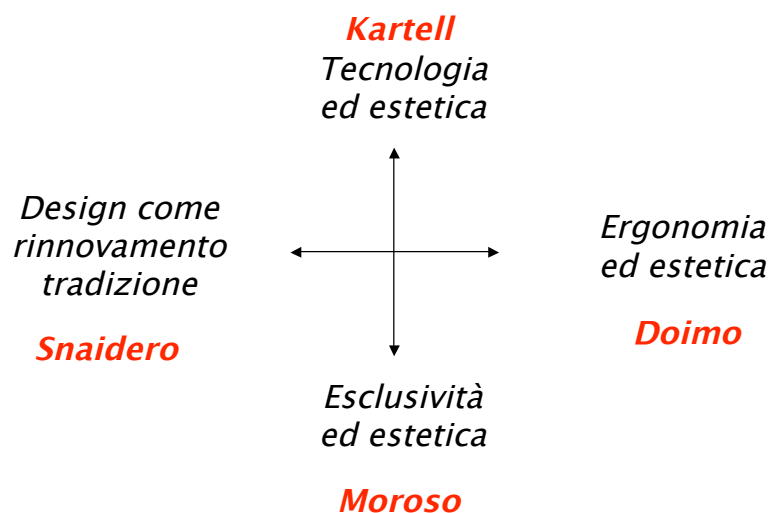 Kartell
Tecnologia
ed estetica
Design come
rinnovamento
tradizione
Snaidero
Ergonomia
ed estetica
Doimo
Esclusività
ed estetica
Moroso